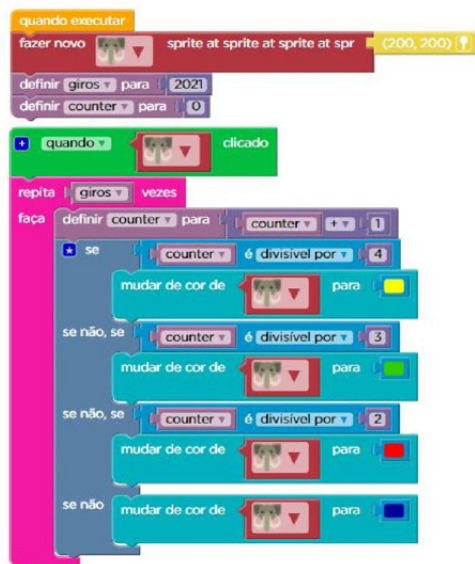 quando executar
fazer novo sprite at sprite at sprite at spr (200, 200)
definir giros para 2021
definir counter para 0
quando clicado
repita giros vezes
faça definir counter para counter + 1
se counter é divisível por 4
mudar de cor de para
se não, se counter é divisível por 3
mudar de cor de para
se não, se counter é divisível por 2
mudar de cor de para
se não mudar de cor de para